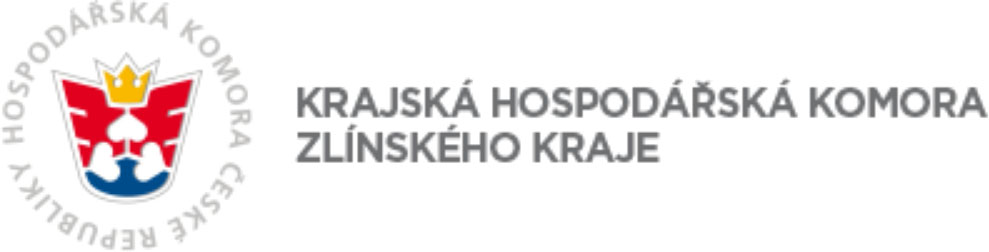 HOSPODÁŘSKÁ KOMORA ČESKÉ REPUBLIKY
KRAJSKÁ HOSPODÁŘSKÁ KOMORA
ZLÍNSKÉHO KRAJE